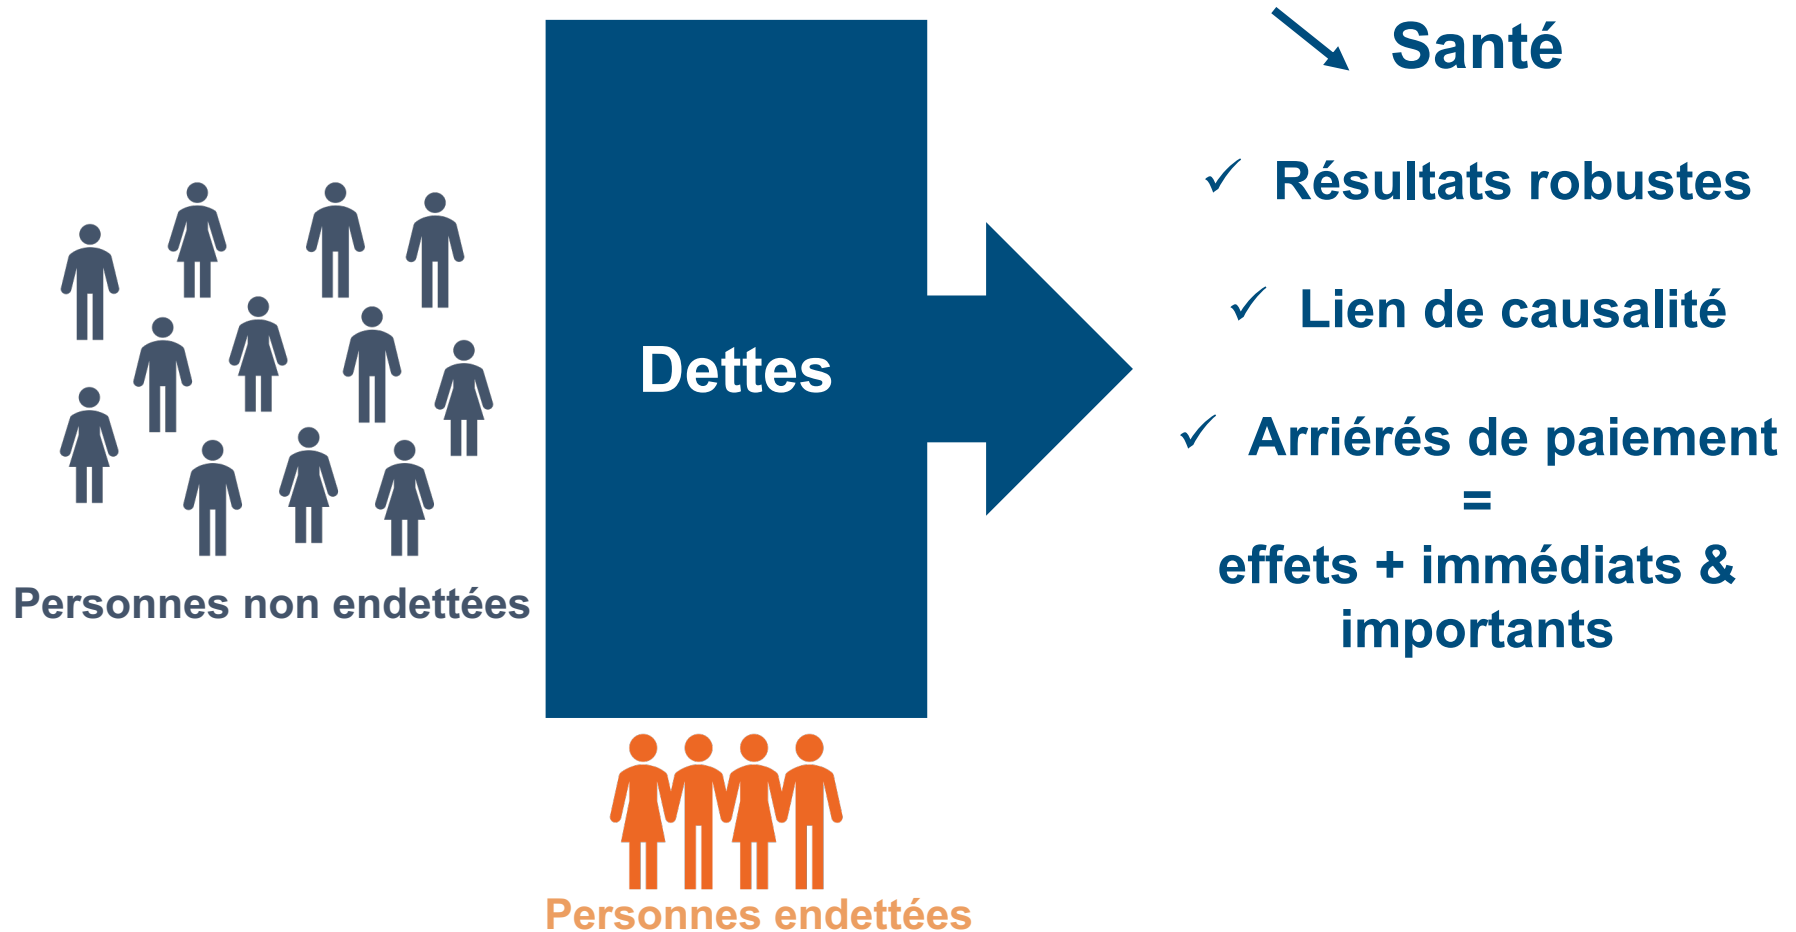 Santé
✓ Résultats robustes
✓ Lien de causalité
Dettes
✓ Arriérés de paiement
=
effets + immédiats &
importants
Personnes non endettées
Personnes endettées